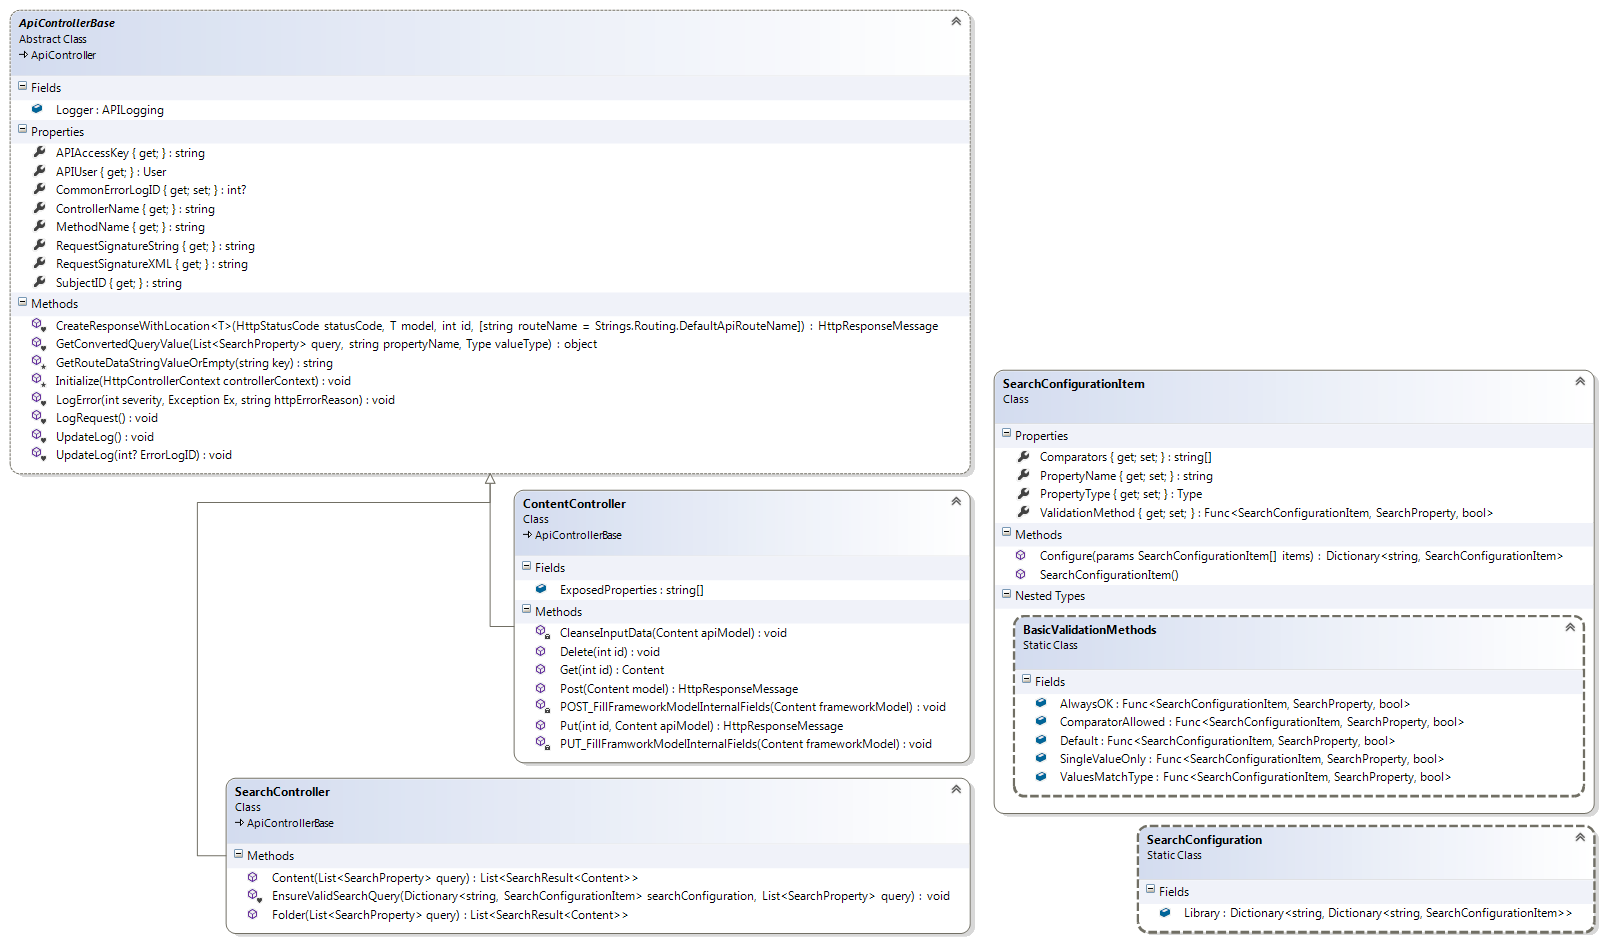 ApiControllerBase
Abstract Class
ApiController
Fields
Logger : APILogging
Properties
APIAccessKey { get; } : string
APIUser { get; } : User
CommonErrorLogID { get; set; } : int?
ControllerName { get; } : string
MethodName { get; } : string
RequestSignatureString { get; } : string
RequestSignatureXML { get; } : string
SubjectID { get; } : string
Methods
CreateResponseWithLocation<T>(HttpStatusCode statusCode, T model, int id, [string routeName = Strings.Routing.DefaultApiRouteName]) : HttpResponseMessage
GetConvertedQueryValue(List<SearchProperty> query, string propertyName, Type valueType) : object
GetRouteDataStringValueOrEmpty(string key) : string
Initialize(HttpControllerContext controllerContext) : void
LogError(int severity, Exception Ex, string httpErrorReason) : void
LogRequest() : void
UpdateLog() : void
UpdateLog(int? ErrorLogID) : void
ContentController
Class
ApiControllerBase
Fields
ExposedProperties : string[]
Methods
CleanseInputData(Content apiModel) : void
Delete(int id) : void
Get(int id) : Content
Post(Content model) : HttpResponseMessage
POST_FillFrameworkModelInternalFields(Content frameworkModel) : void
Put(int id, Content apiModel) : HttpResponseMessage
PUT_FillFramworkModelInternalFields(Content frameworkModel) : void
SearchController
Class
ApiControllerBase
Methods
Content(List<SearchProperty> query) : List<SearchResult<Content>>
EnsureValidSearchQuery(Dictionary<string, SearchConfigurationItem> searchConfiguration, List<SearchProperty> query) : void
Folder(List<SearchProperty> query) : List<SearchResult<Content>>
SearchConfigurationItem
Class
Properties
Comparators { get; set; } : string[]
PropertyName { get; set; } : string
PropertyType { get; set; } : Type
ValidationMethod { get; set; } : Func<SearchConfigurationItem, SearchProperty, bool>
Methods
Configure(params SearchConfigurationItem[] items) : Dictionary<string, SearchConfigurationItem>
SearchConfigurationItem()
Nested Types
BasicValidationMethods
Static Class
Fields
AlwaysOK : Func<SearchConfigurationItem, SearchProperty, bool>
ComparatorAllowed : Func<SearchConfigurationItem, SearchProperty, bool>
Default : Func<SearchConfigurationItem, SearchProperty, bool>
SingleValueOnly : Func<SearchConfigurationItem, SearchProperty, bool>
ValuesMatchType : Func<SearchConfigurationItem, SearchProperty, bool>
SearchConfiguration
Static Class
Fields
Library : Dictionary<string, Dictionary<string, SearchConfigurationItem>>